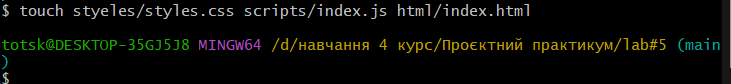 $ touch styeles/styles.css scripts/index.js html/index.html
totsk@DESKTOP-35GJ5J8 MINGW64 /d/навчання 4 курс/Проєктний практикум/lab#5 (main
)
$